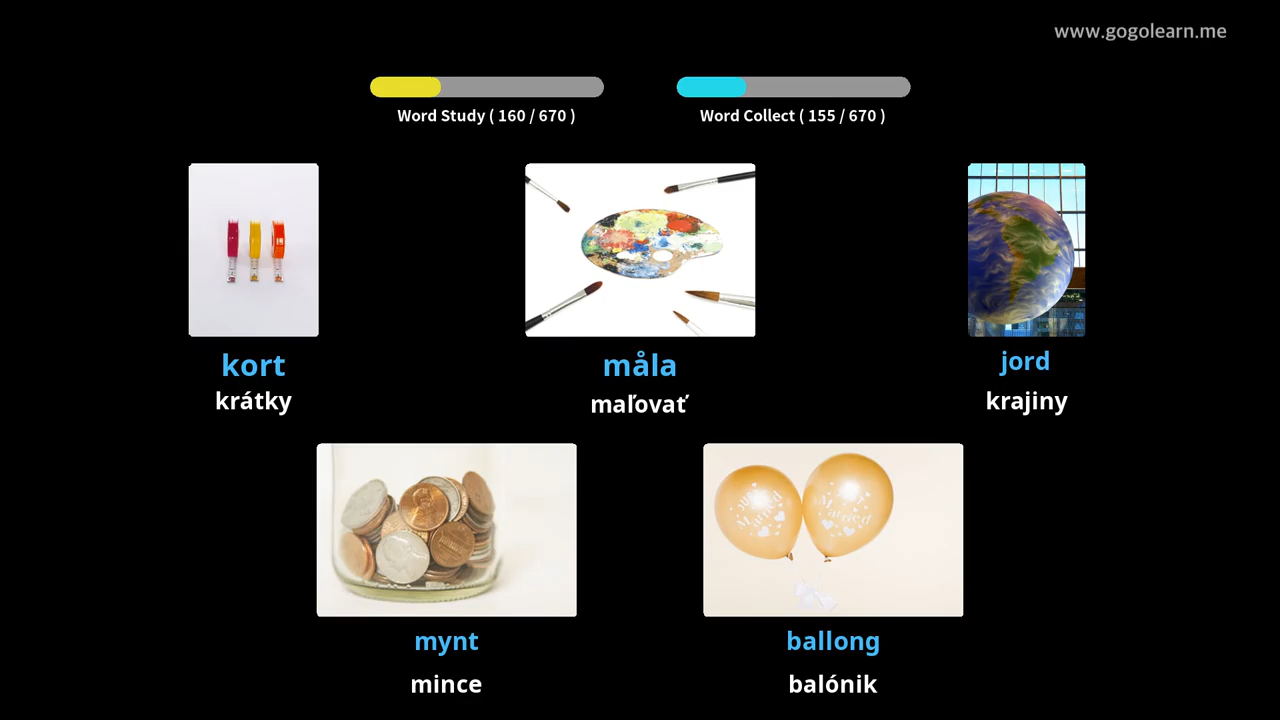 www.gogolearn.me
Word Study ( 160 / 670 )
Word Collect ( 155 / 670 )
kort
krátky
måla
maľovať
jord
krajiny
mynt
mince
ballong
balónik